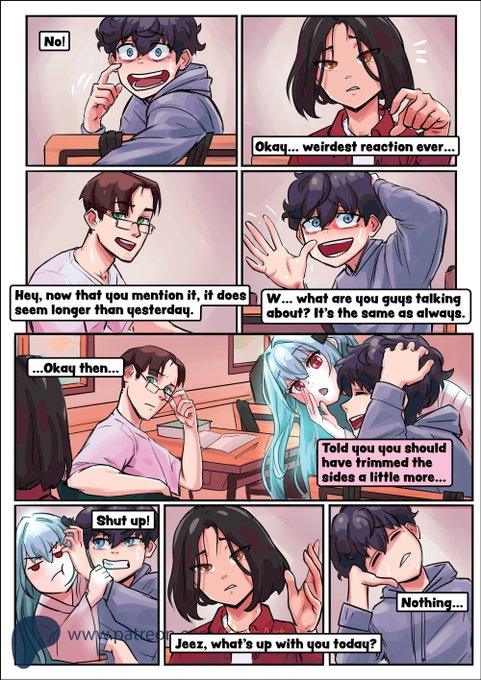 No!
Okay... weirdest reaction ever...
Hey, now that you mention it, it does
seem longer than yesterday.
W... what are you guys talking
about? It's the same as always.
...Okay then...
Told you you should
have trimmed the
sides a little more...
Shut up!
Jeez, what's up with you today?
Nothing...
www.patreon